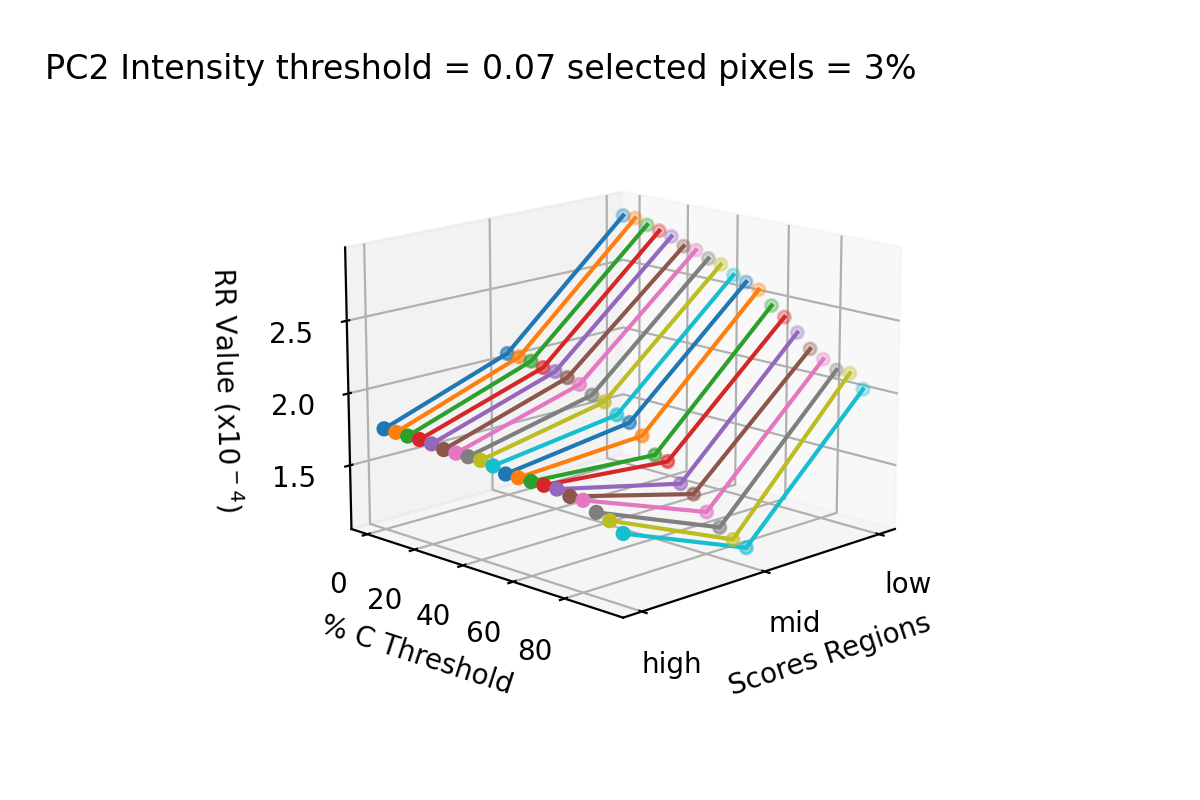 PC2 Intensity threshold = 0.07 selected pixels = 3%
RR Value (x10⁻⁴)
2.5
2.0
1.5
0
20
40
60
80
% C Threshold
high
mid
low
Scores Regions